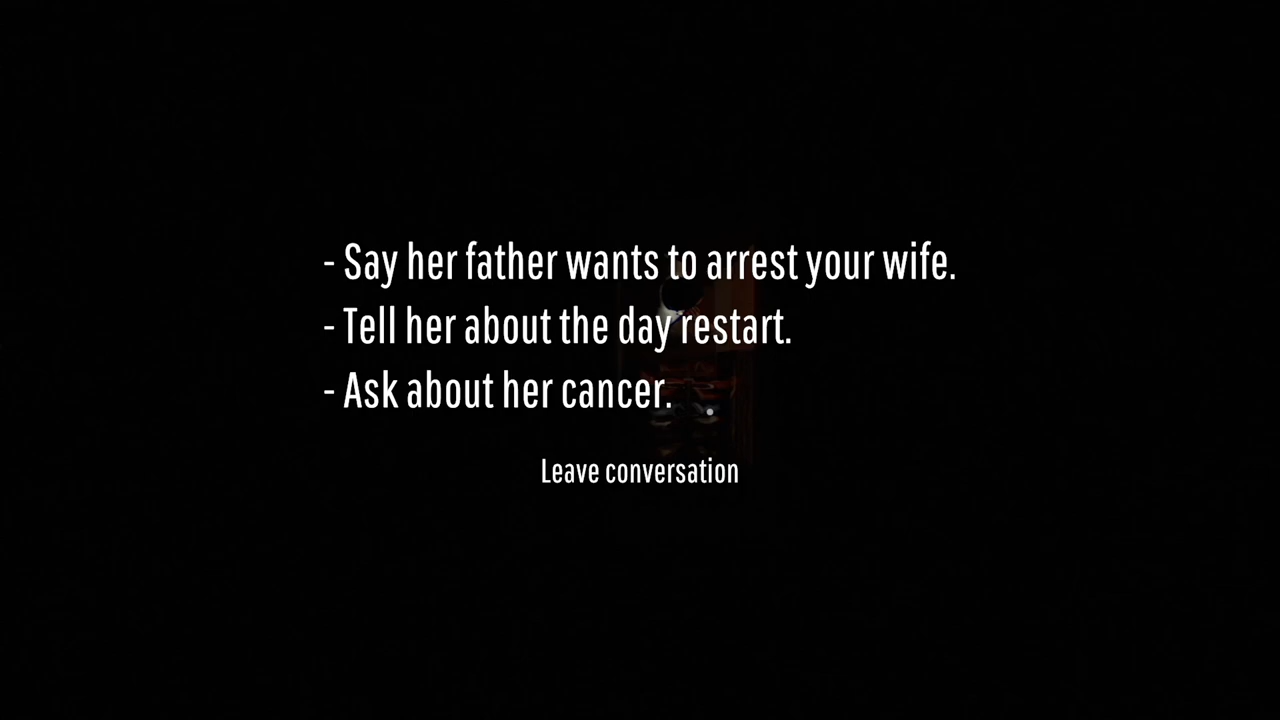 - Say her father wants to arrest your wife.
- Tell her about the day restart.
- Ask about her cancer.
Leave conversation